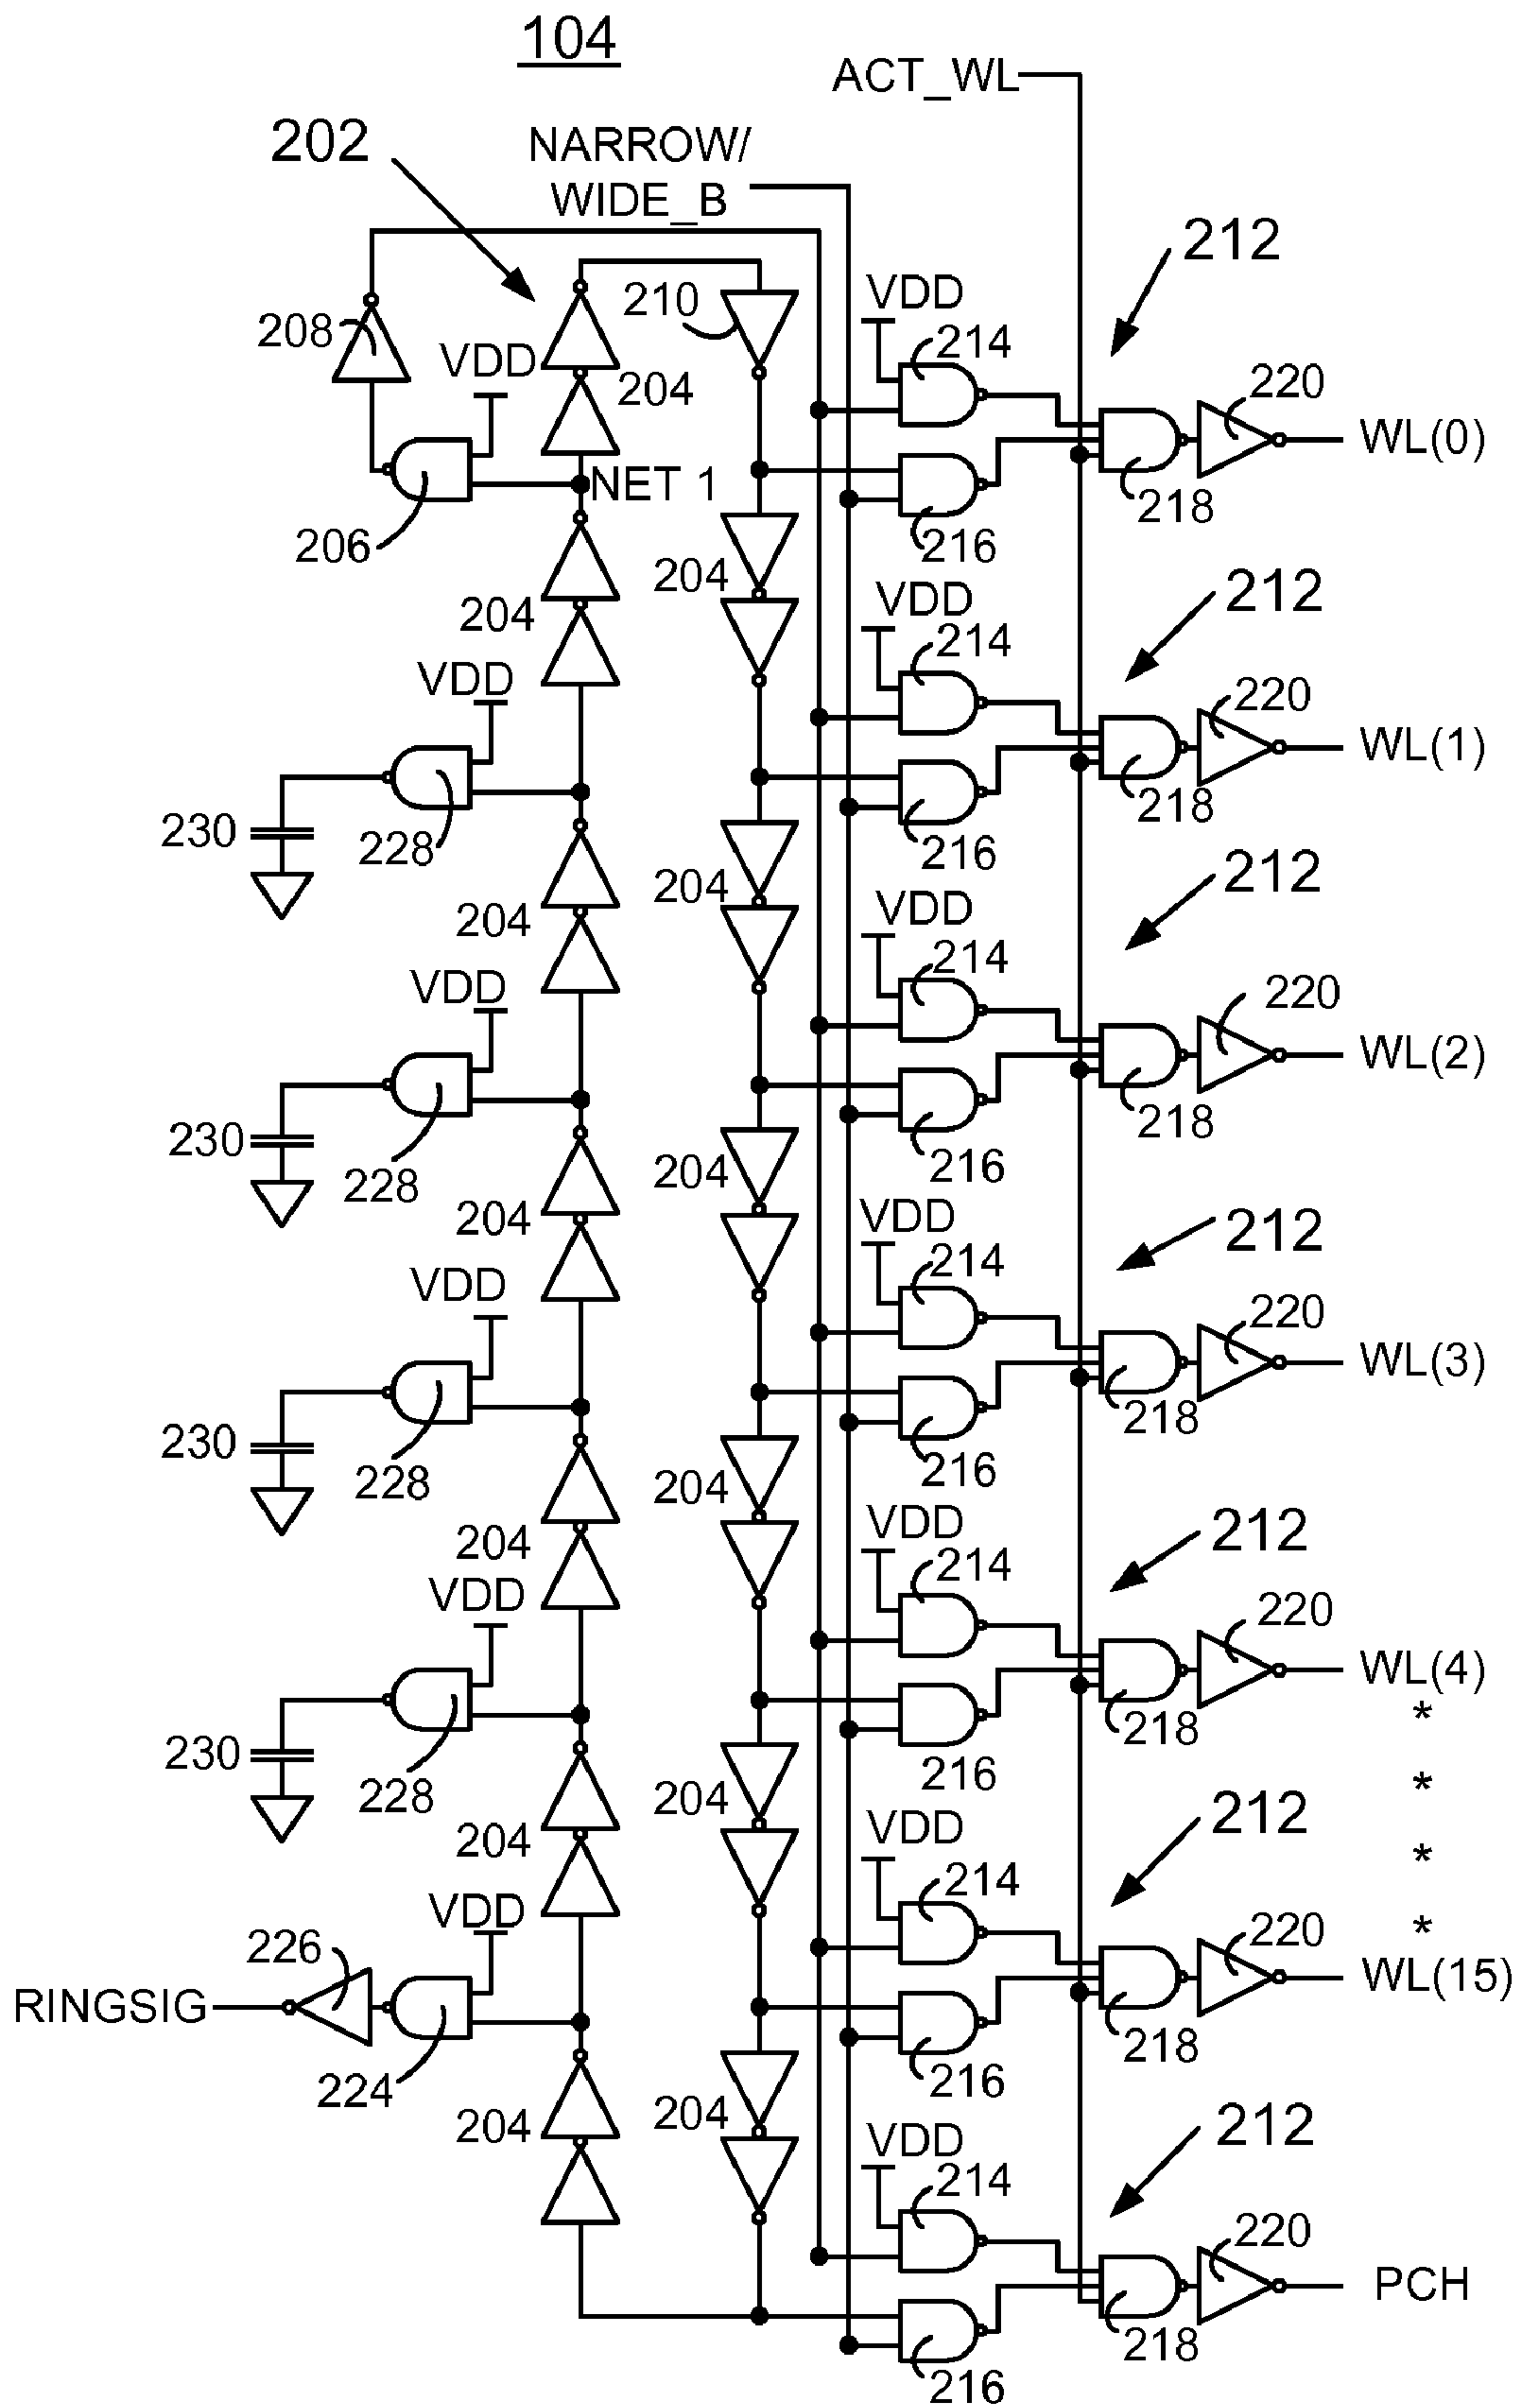 104
ACT_WL
202
NARROW/
WIDE_B
212
210
VDD
208
VDD
214
204
220
WL(0)
NET 1
218
206
216
204
212
VDD
204
214
VDD
220
WL(1)
230
218
228
216
212
204
VDD
204
214
VDD
220
WL(2)
230
218
204
216
228
VDD
212
204
214
VDD
220
WL(3)
230
218
216
228
204
VDD
212
204
214
VDD
220
WL(4)
*
218
230
216
228
204
*
212
VDD
204
*
214
VDD
*
226
220
WL(15)
RINGSIG
218
224
216
204
204
212
VDD
214
220
PCH
218
216